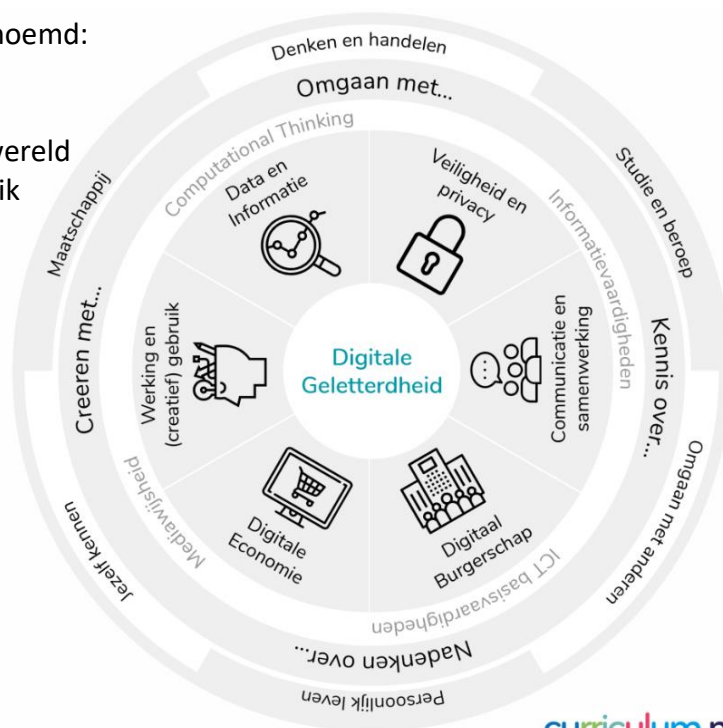 noemd:
vereld
ik
Denken en handelen
Studie en beroep
Omgaan met anderen
Persoonlijk leven
Jezelf kennen
Maatschappij
Omgaan met...
Kennis over...
Nadenken over...
Creeren met...
Computational Thinking
Informatievaardigheden
ICT basisvaardigheden
Mediawijsheid
Data en
Informatie
Veiligheid en
privacy
Communicatie en
samenwerking
Digitaal
Burgerschap
Digitale
Economie
Werking en
(creatief) gebruik
Digitale
Geletterdheid